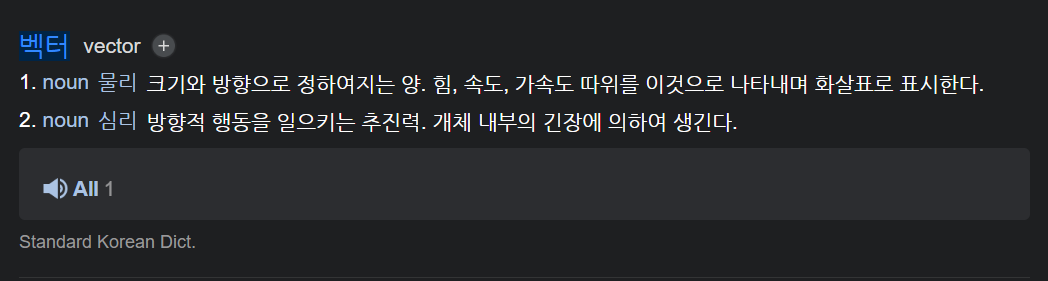 벡터 vector +
1. noun 물리 크기와 방향으로 정하여지는 양. 힘, 속도, 가속도 따위를 이것으로 나타내며 화살표로 표시한다.
2. noun 심리 방향적 행동을 일으키는 추진력. 개체 내부의 긴장에 의하여 생긴다.
All 1
Standard Korean Dict.